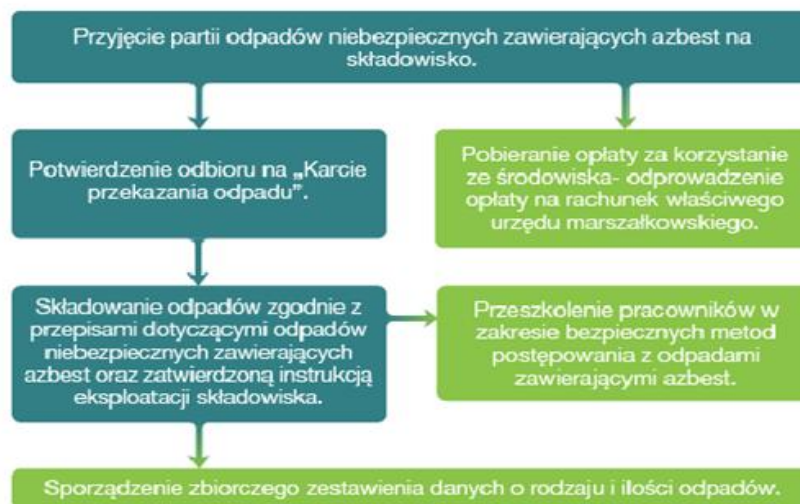 Przyjęcie partii odpadów niebezpiecznych zawierających azbest na
składowisko.
Potwierdzenie odbioru na „Karcie
przekazania odpadu”.
Pobieranie opłaty za korzystanie
ze środowiska- odprowadzenie
opłaty na rachunek właściwego
urzędu marszałkowskiego.
Składowanie odpadów zgodnie z
przepisami dotyczącymi odpadów
niebezpiecznych zawierających
azbest oraz zatwierdzoną instrukcją
eksploatacji składowiska.
Przeszkolenie pracowników w
zakresie bezpiecznych metod
postępowania z odpadami
zawierającymi azbest.
Sporządzenie zbiorczego zestawienia danych o rodzaju i ilości odpadów.